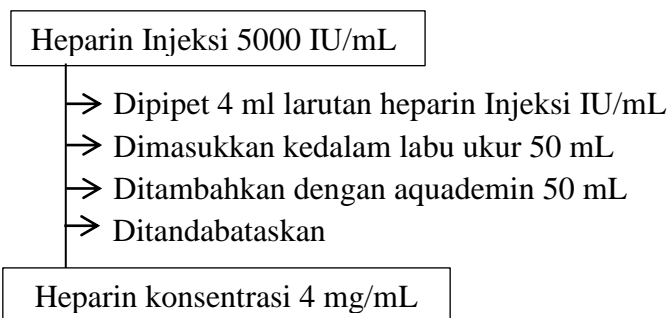 Heparin Injeksi 5000 IU/mL
Dipipet 4 ml larutan heparin Injeksi IU/mL
Dimasukkan kedalam labu ukur 50 mL
Ditambahkan dengan aquademin 50 mL
Ditandabataskan
Heparin konsentrasi 4 mg/mL